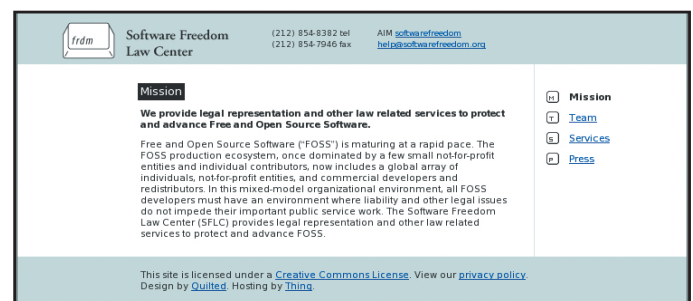 frdm
Software Freedom
Law Center
(212) 854-8382 tel
(212) 854-7946 fax
AIM softwarefreedom
help@softwarefreedom.org
Mission
We provide legal representation and other law related services to protect
and advance Free and Open Source Software.
Free and Open Source Software (“FOSS”) is maturing at a rapid pace. The
FOSS production ecosystem, once dominated by a few small not-for-profit
entities and individual contributors, now includes a global array of
individuals, not-for-profit entities, and commercial developers and
redistributors. In this mixed-model organizational environment, all FOSS
developers must have an environment where liability and other legal issues
do not impede their important public service work. The Software Freedom
Law Center (SFLC) provides legal representation and other law related
services to protect and advance FOSS.
M Mission
T Team
S Services
P Press
This site is licensed under a Creative Commons License. View our privacy policy.
Design by Quilted. Hosting by Thing.